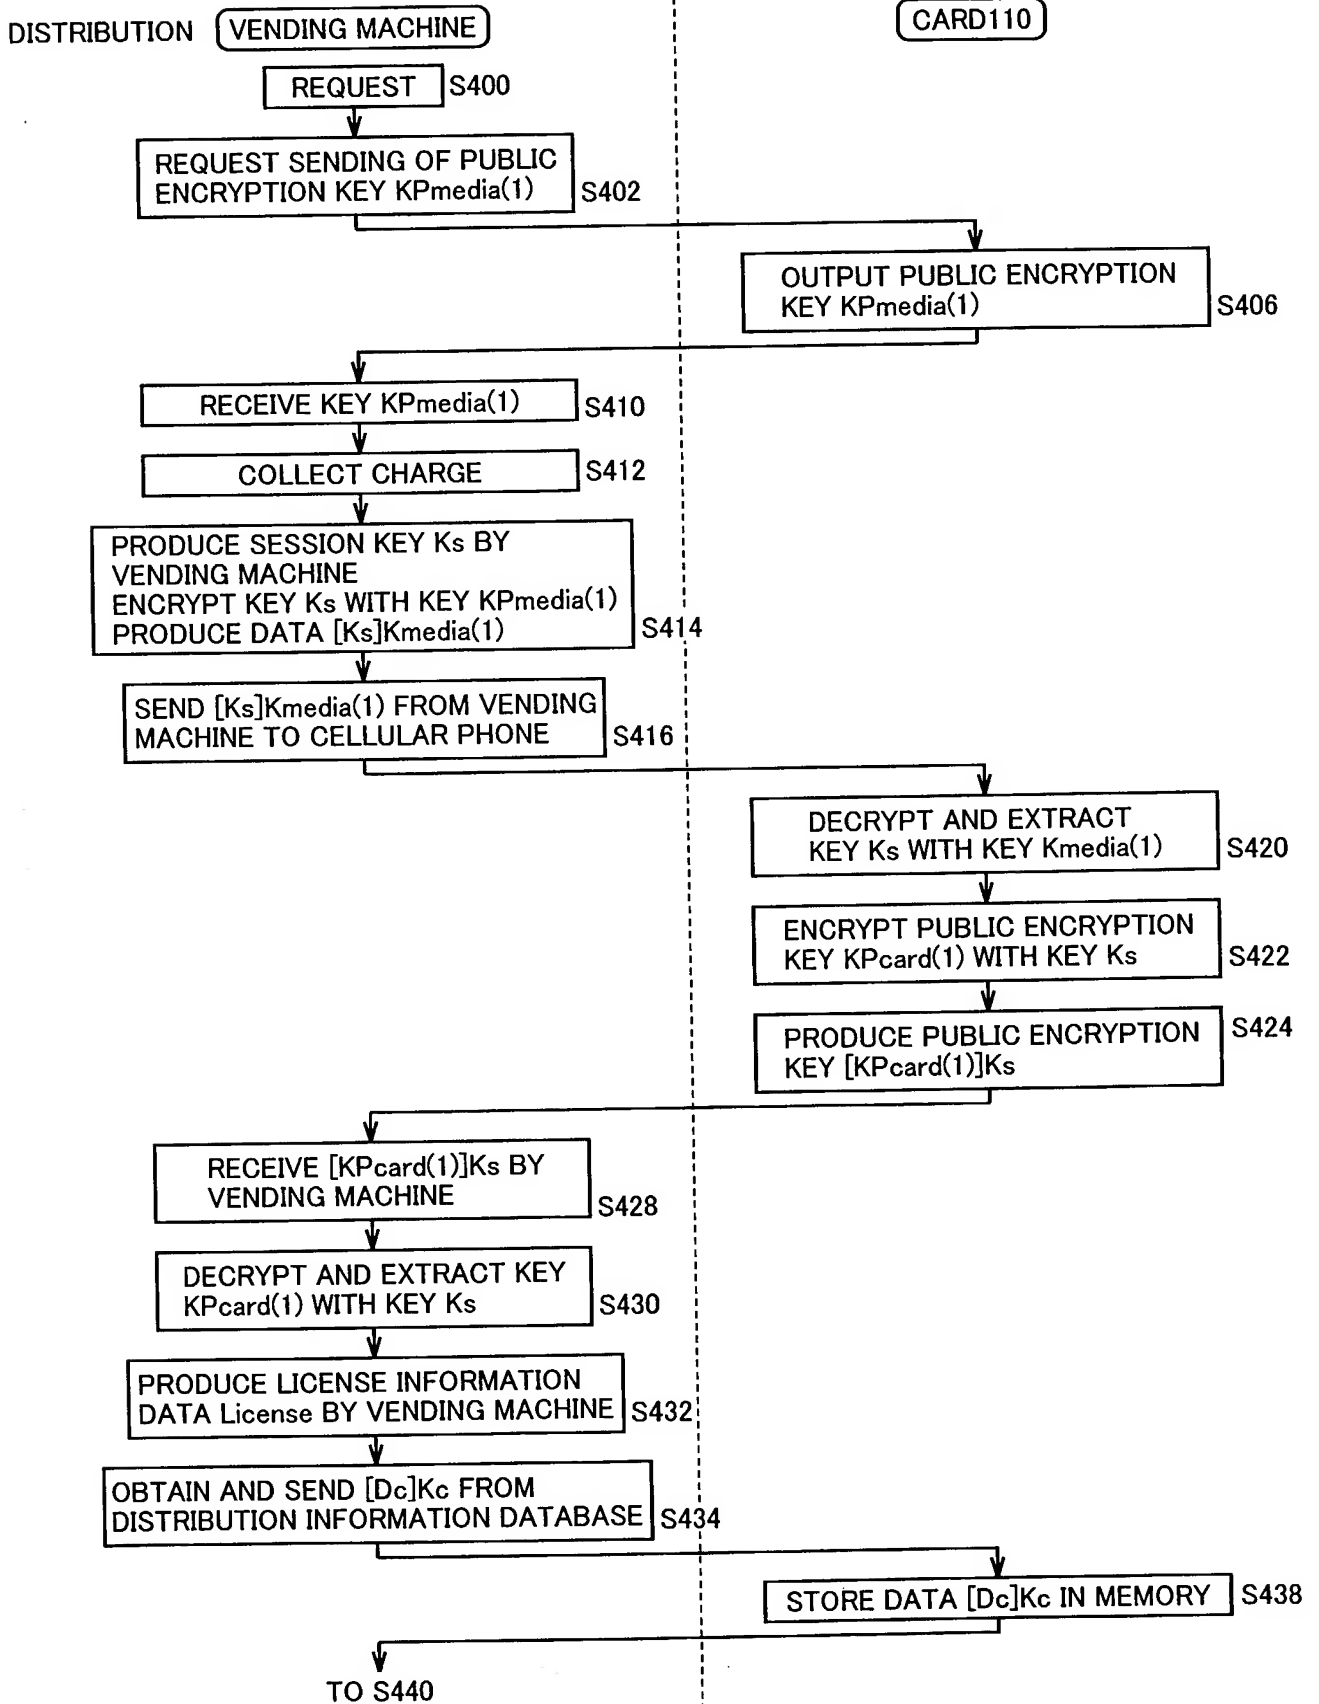 DISTRIBUTION VENDING MACHINE CARD110
REQUEST S400
REQUEST SENDING OF PUBLIC
ENCRYPTION KEY KPmedia(1) S402
OUTPUT PUBLIC ENCRYPTION
KEY KPmedia(1) S406
RECEIVE KEY KPmedia(1) S410
COLLECT CHARGE S412
PRODUCE SESSION KEY Ks BY
VENDING MACHINE
ENCRYPT KEY Ks WITH KEY KPmedia(1)
PRODUCE DATA [Ks]Kmedia(1) S414
SEND [Ks]Kmedia(1) FROM VENDING
MACHINE TO CELLULAR PHONE S416
DECRYPT AND EXTRACT
KEY Ks WITH KEY Kmedia(1) S420
ENCRYPT PUBLIC ENCRYPTION
KEY KPcard(1) WITH KEY Ks S422
PRODUCE PUBLIC ENCRYPTION S424
KEY [KPcard(1)]Ks
RECEIVE [KPcard(1)]Ks BY
VENDING MACHINE S428
DECRYPT AND EXTRACT KEY
KPcard(1) WITH KEY Ks S430
PRODUCE LICENSE INFORMATION
DATA License BY VENDING MACHINE S432
OBTAIN AND SEND [Dc]Kc FROM
DISTRIBUTION INFORMATION DATABASE S434
STORE DATA [Dc]Kc IN MEMORY S438
TO S440